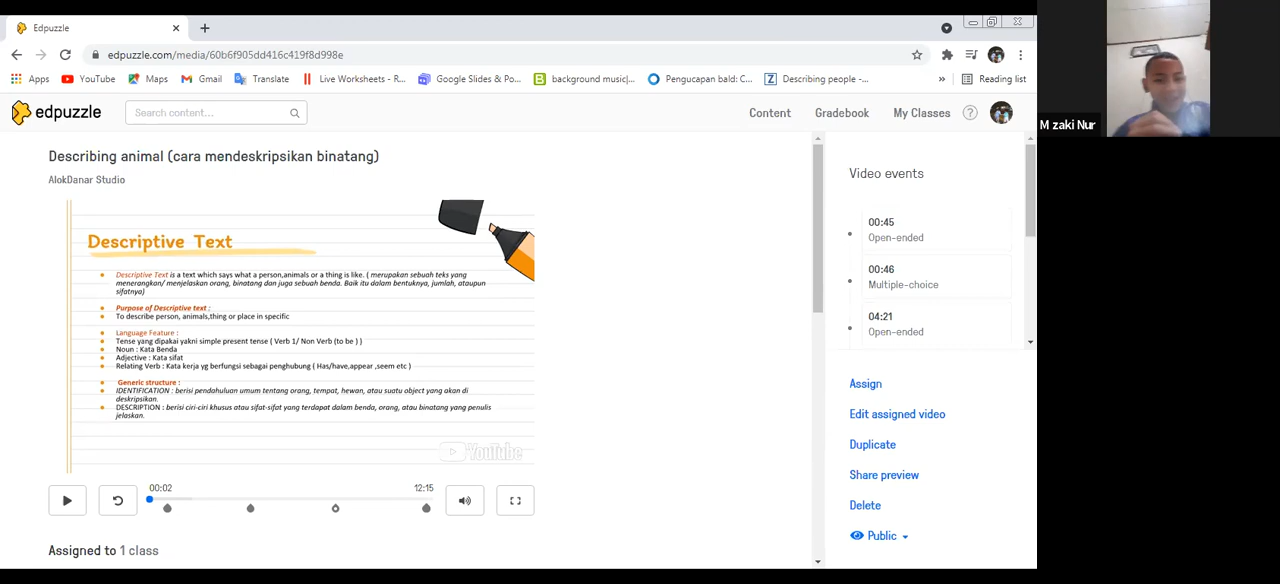 Edpuzzle
edpuzzle.com/media/60b6f905dd416c419f8d998e
Apps YouTube Maps Gmail Translate Live Worksheets - R... Google Slides & Po... background music|... Pengucapan bald: C... Describing people -... » Reading list
edpuzzle Search content... Content Gradebook My Classes ?
M zaki Nur
Describing animal (cara mendeskripsikan binatang)
AlokDanar Studio
Descriptive Text
Descriptive Text is a text which says what a person,animals or a thing is like. ( merupakan sebuah teks yang
menerangkan/ menjelaskan orang, binatang dan juga sebuah benda. Baik itu dalam bentuknya, jumlah, ataupun
sifatnya)
Purpose of Descriptive text :
To describe person, animals,thing or place in specific
Language Feature :
Tense yang dipakai yakni simple present tense ( Verb 1/ Non Verb (to be ) )
Noun : Kata Benda
Adjective : Kata sifat
Relating Verb : Kata kerja yg berfungsi sebagai penghubung ( Has/have,appear ,seem etc )
Generic structure :
IDENTIFICATION : berisi pendahuluan umum tentang orang, tempat, hewan, atau suatu object yang akan di
deskripsikan.
DESCRIPTION : berisi ciri-ciri khusus atau sifat-sifat yang terdapat dalam benda, orang, atau binatang yang penulis
jelaskan.
YouTube
00:02 12:15
Assigned to 1 class
Video events
00:45
Open-ended
00:46
Multiple-choice
04:21
Open-ended
Assign
Edit assigned video
Duplicate
Share preview
Delete
Public